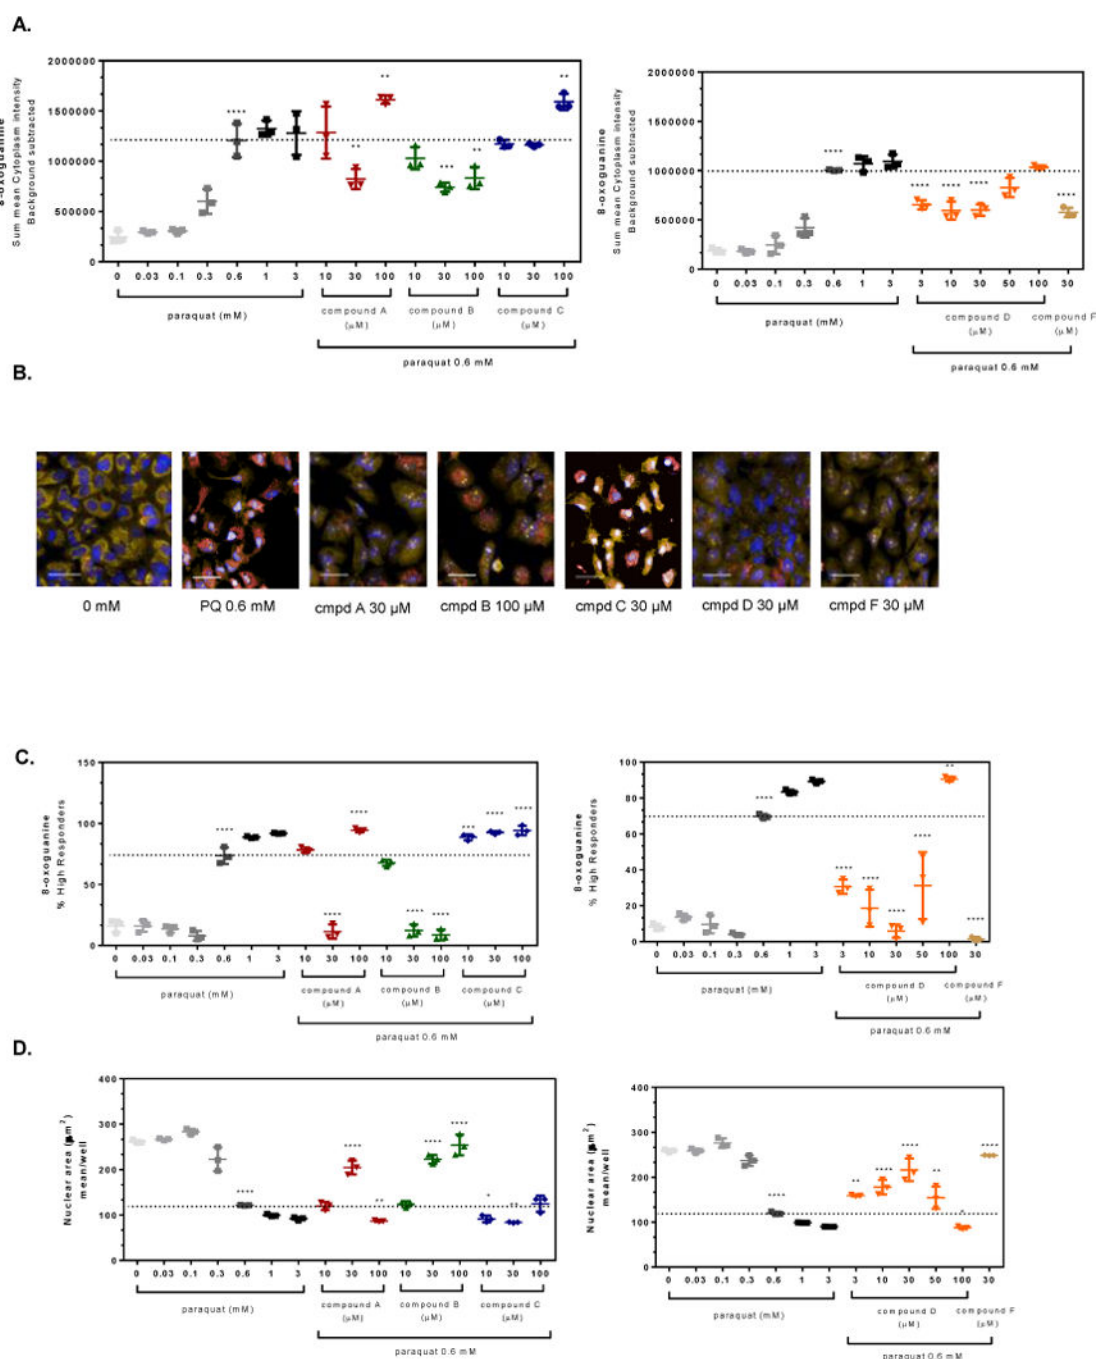 A.
8-oxoguanine
Sum mean Cytoplasm intensity
Background subtracted
2000000
1500000
1000000
500000
0
**
****
**
***
**
**
0 0.03 0.1 0.3 0.6 1 3 10 30 100 10 30 100 10 30 100
paraquat (mM)
compound A
(μM)
compound B
(μM)
compound C
(μM)
paraquat 0.6 mM
8-oxoguanine
Sum mean Cytoplasm intensity
Background subtracted
2000000
1500000
1000000
500000
0
****
**** **** ****
****
0 0.03 0.1 0.3 0.6 1 3 3 10 30 50 100 30
paraquat (mM)
compound D
(μM)
compound F
(μM)
paraquat 0.6 mM
B.
0 mM
PQ 0.6 mM
cmpd A 30 μM
cmpd B 100 μM
cmpd C 30 μM
cmpd D 30 μM
cmpd F 30 μM
C.
8-oxoguanine
% High Responders
150
100
50
0
****
****
****
****
****
***
****
****
0 0.03 0.1 0.3 0.6 1 3 10 30 100 10 30 100 10 30 100
paraquat (mM)
compound A
(μM)
compound B
(μM)
compound C
(μM)
paraquat 0.6 mM
8-oxoguanine
% High Responders
100
80
60
40
20
0
****
****
****
****
****
**
****
0 0.03 0.1 0.3 0.6 1 3 3 10 30 50 100 30
paraquat (mM)
compound D
(μM)
compound F
(μM)
paraquat 0.6 mM
D.
Nuclear area (μm²)
mean/well
400
300
200
100
0
****
****
**
****
****
*
**
0 0.03 0.1 0.3 0.6 1 3 10 30 100 10 30 100 10 30 100
paraquat (mM)
compound A
(μM)
compound B
(μM)
compound C
(μM)
paraquat 0.6 mM
Nuclear area (μm²)
mean/well
400
300
200
100
0
****
**
****
****
**
*
****
0 0.03 0.1 0.3 0.6 1 3 3 10 30 50 100 30
paraquat (mM)
compound D
(μM)
compound F
(μM)
paraquat 0.6 mM